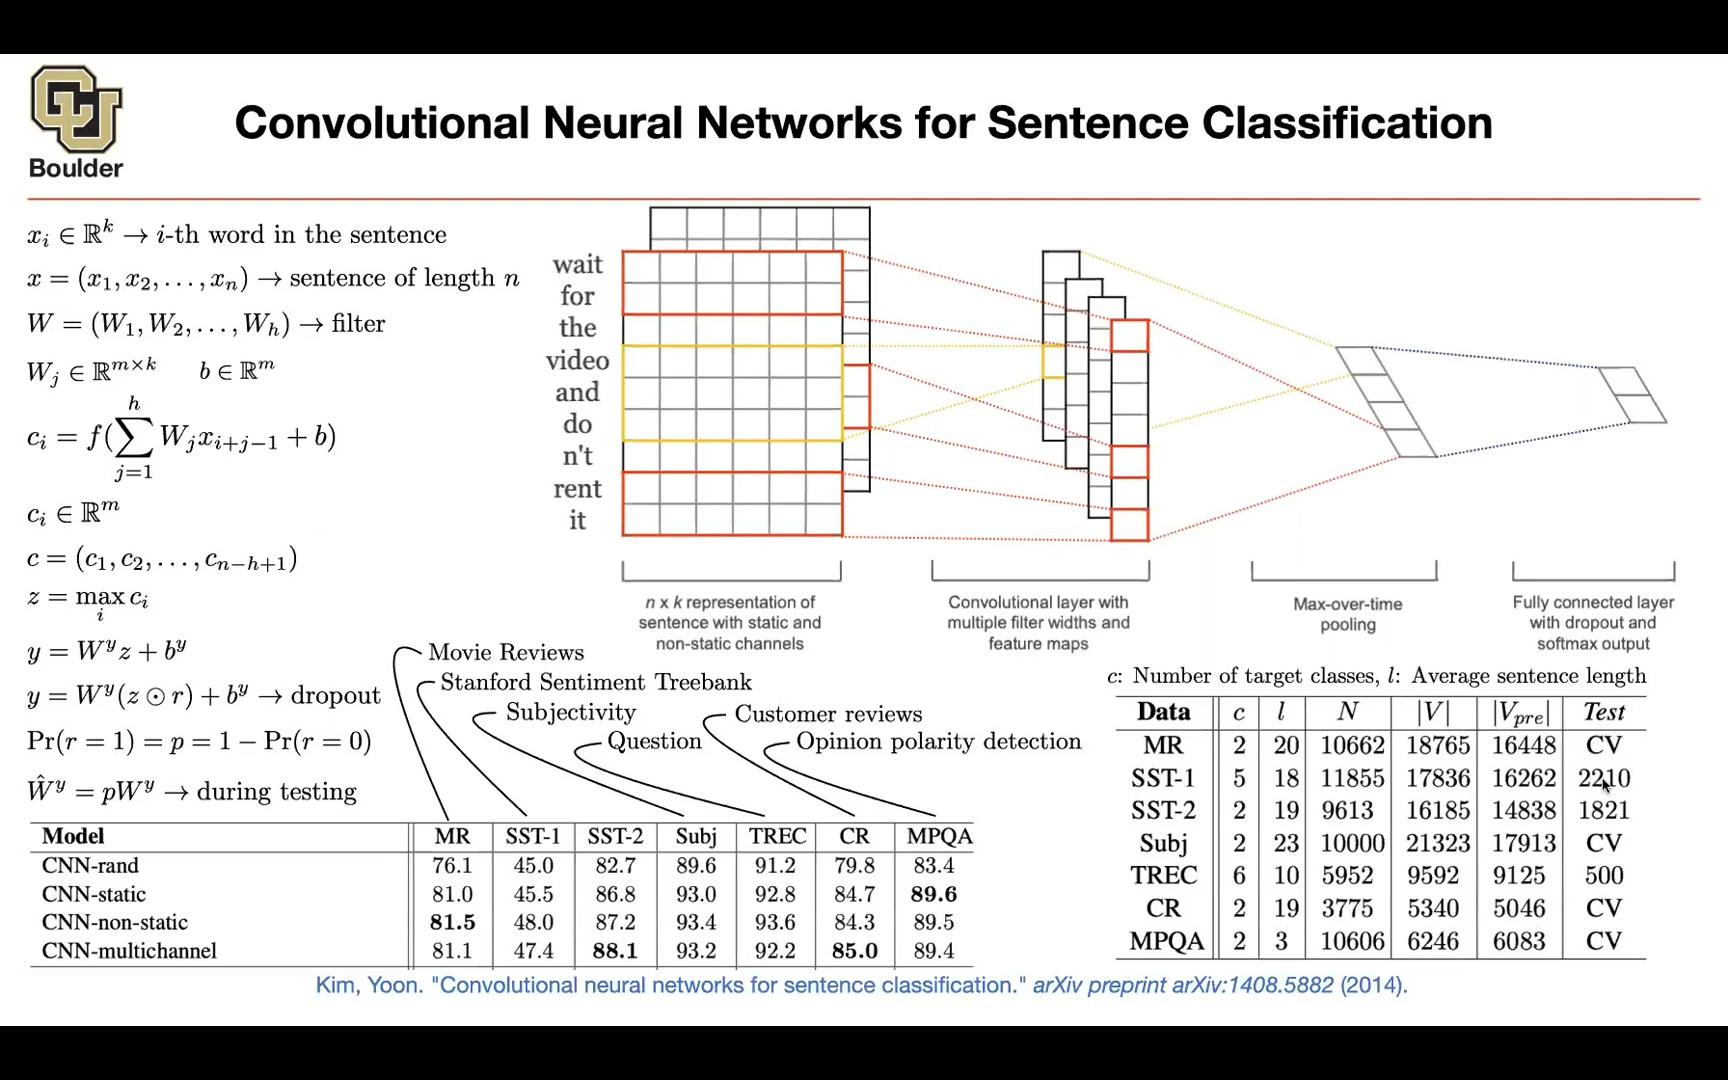 Boulder
Convolutional Neural Networks for Sentence Classification
x_i ∈ ℝ^k → i-th word in the sentence
x = (x_1, x_2, . . . , x_n) → sentence of length n
W = (W_1, W_2, . . . , W_h) → filter
W_j ∈ ℝ^{m×k} b ∈ ℝ^m
c_i = f(∑_{j=1}^{h} W_j x_{i+j−1} + b)
c_i ∈ ℝ^m
c = (c_1, c_2, . . . , c_{n−h+1})
z = max_i c_i
y = W^y z + b^y
y = W^y(z ⊙ r) + b^y → dropout
Pr(r = 1) = p = 1 − Pr(r = 0)
Ŵ^y = pW^y → during testing
wait
for
the
video
and
do
n't
rent
it
n x k representation of
sentence with static and
non-static channels
Convolutional layer with
multiple filter widths and
feature maps
Max-over-time
pooling
Fully connected layer
with dropout and
softmax output
Movie Reviews
Stanford Sentiment Treebank
Subjectivity
Question
Customer reviews
Opinion polarity detection
Model MR SST-1 SST-2 Subj TREC CR MPQA
CNN-rand 76.1 45.0 82.7 89.6 91.2 79.8 83.4
CNN-static 81.0 45.5 86.8 93.0 92.8 84.7 89.6
CNN-non-static 81.5 48.0 87.2 93.4 93.6 84.3 89.5
CNN-multichannel 81.1 47.4 88.1 93.2 92.2 85.0 89.4
c: Number of target classes, l: Average sentence length
Data c l N |V| |V_pre| Test
MR 2 20 10662 18765 16448 CV
SST-1 5 18 11855 17836 16262 2210
SST-2 2 19 9613 16185 14838 1821
Subj 2 23 10000 21323 17913 CV
TREC 6 10 5952 9592 9125 500
CR 2 19 3775 5340 5046 CV
MPQA 2 3 10606 6246 6083 CV
Kim, Yoon. "Convolutional neural networks for sentence classification." arXiv preprint arXiv:1408.5882 (2014).